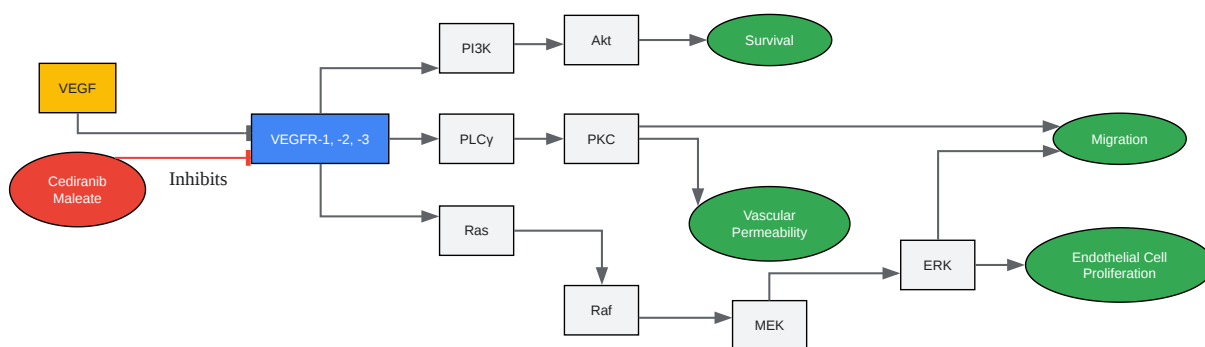 PI3K
Akt
Survival
VEGF
VEGFR-1, -2, -3
PLCγ
PKC
Migration
Cediranib
Maleate
Inhibits
Vascular
Permeability
Ras
ERK
Endothelial Cell
Proliferation
Raf
MEK